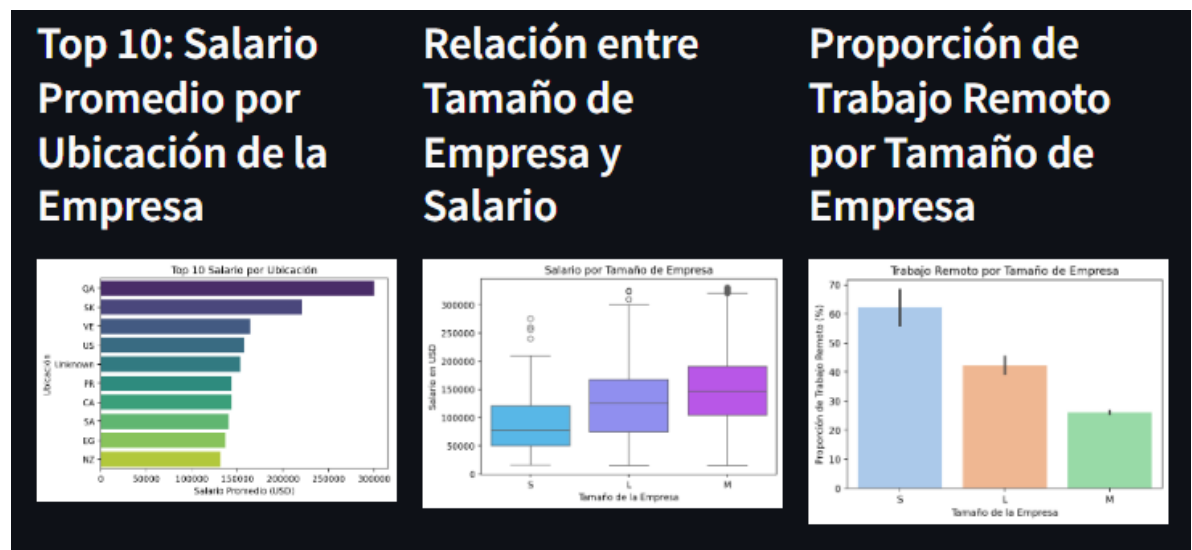 Top 10: Salario
Promedio por
Ubicación de la
Empresa
Relación entre
Tamaño de
Empresa y
Salario
Proporción de
Trabajo Remoto
por Tamaño de
Empresa
Top 10 Salario por Ubicación
Ubicación
QA
SK
VE
US
Unknown
PR
CA
SA
EG
NZ
0 50000 100000 150000 200000 250000 300000
Salario Promedio (USD)
Salario por Tamaño de Empresa
Salario en USD
300000
250000
200000
150000
100000
50000
0
S L M
Tamaño de la Empresa
Trabajo Remoto por Tamaño de Empresa
Proporción de Trabajo Remoto (%)
70
60
50
40
30
20
10
0
S L M
Tamaño de la Empresa